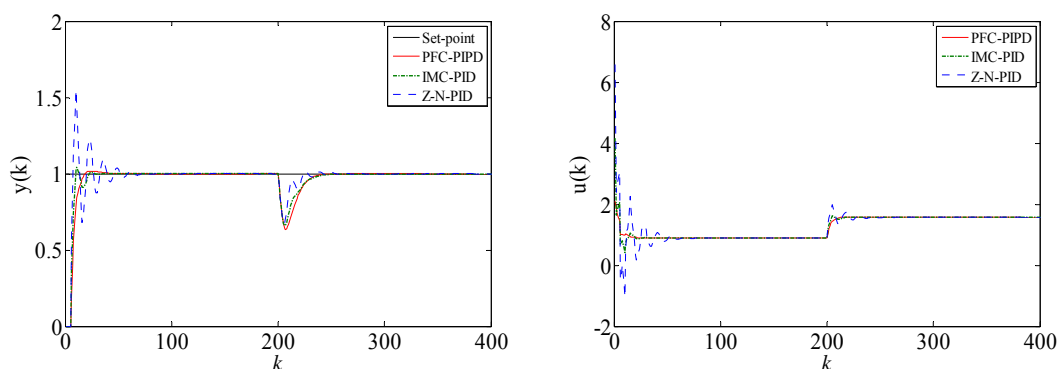 2
1.5
1
0.5
0
y(k)
0
100
200
300
400
k
Set-point
PFC-PIPD
IMC-PID
Z-N-PID
8
6
4
2
0
-2
u(k)
0
100
200
300
400
k
PFC-PIPD
IMC-PID
Z-N-PID